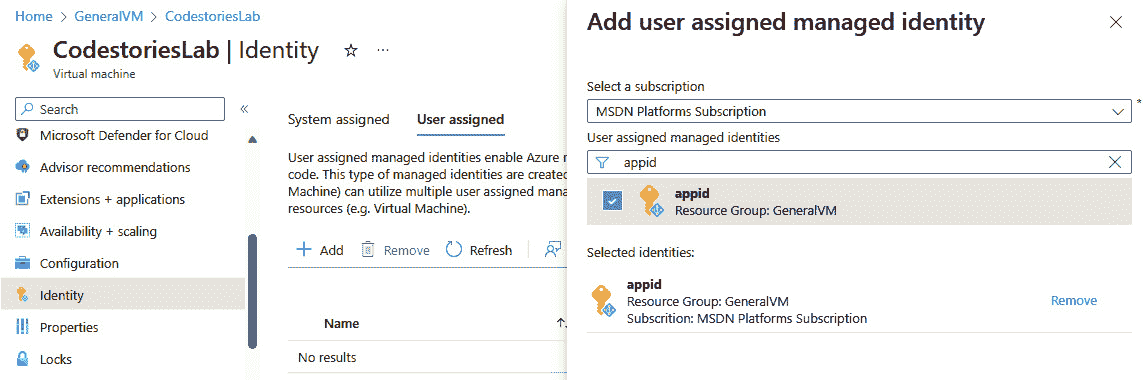 Home > GeneralVM > CodestoriesLab
CodestoriesLab | Identity
Virtual machine
Search
Microsoft Defender for Cloud
Advisor recommendations
Extensions + applications
Availability + scaling
Configuration
Identity
Properties
Locks
System assigned
User assigned
User assigned managed identities enable Azure r
code. This type of managed identities are created
Machine) can utilize multiple user assigned mana
resources (e.g. Virtual Machine).
Add
Remove
Refresh
Name
No results
Add user assigned managed identity
Select a subscription
MSDN Platforms Subscription
*
User assigned managed identities
appid
appid
Resource Group: GeneralVM
Selected identities:
appid
Resource Group: GeneralVM
Subscrition: MSDN Platforms Subscription
Remove